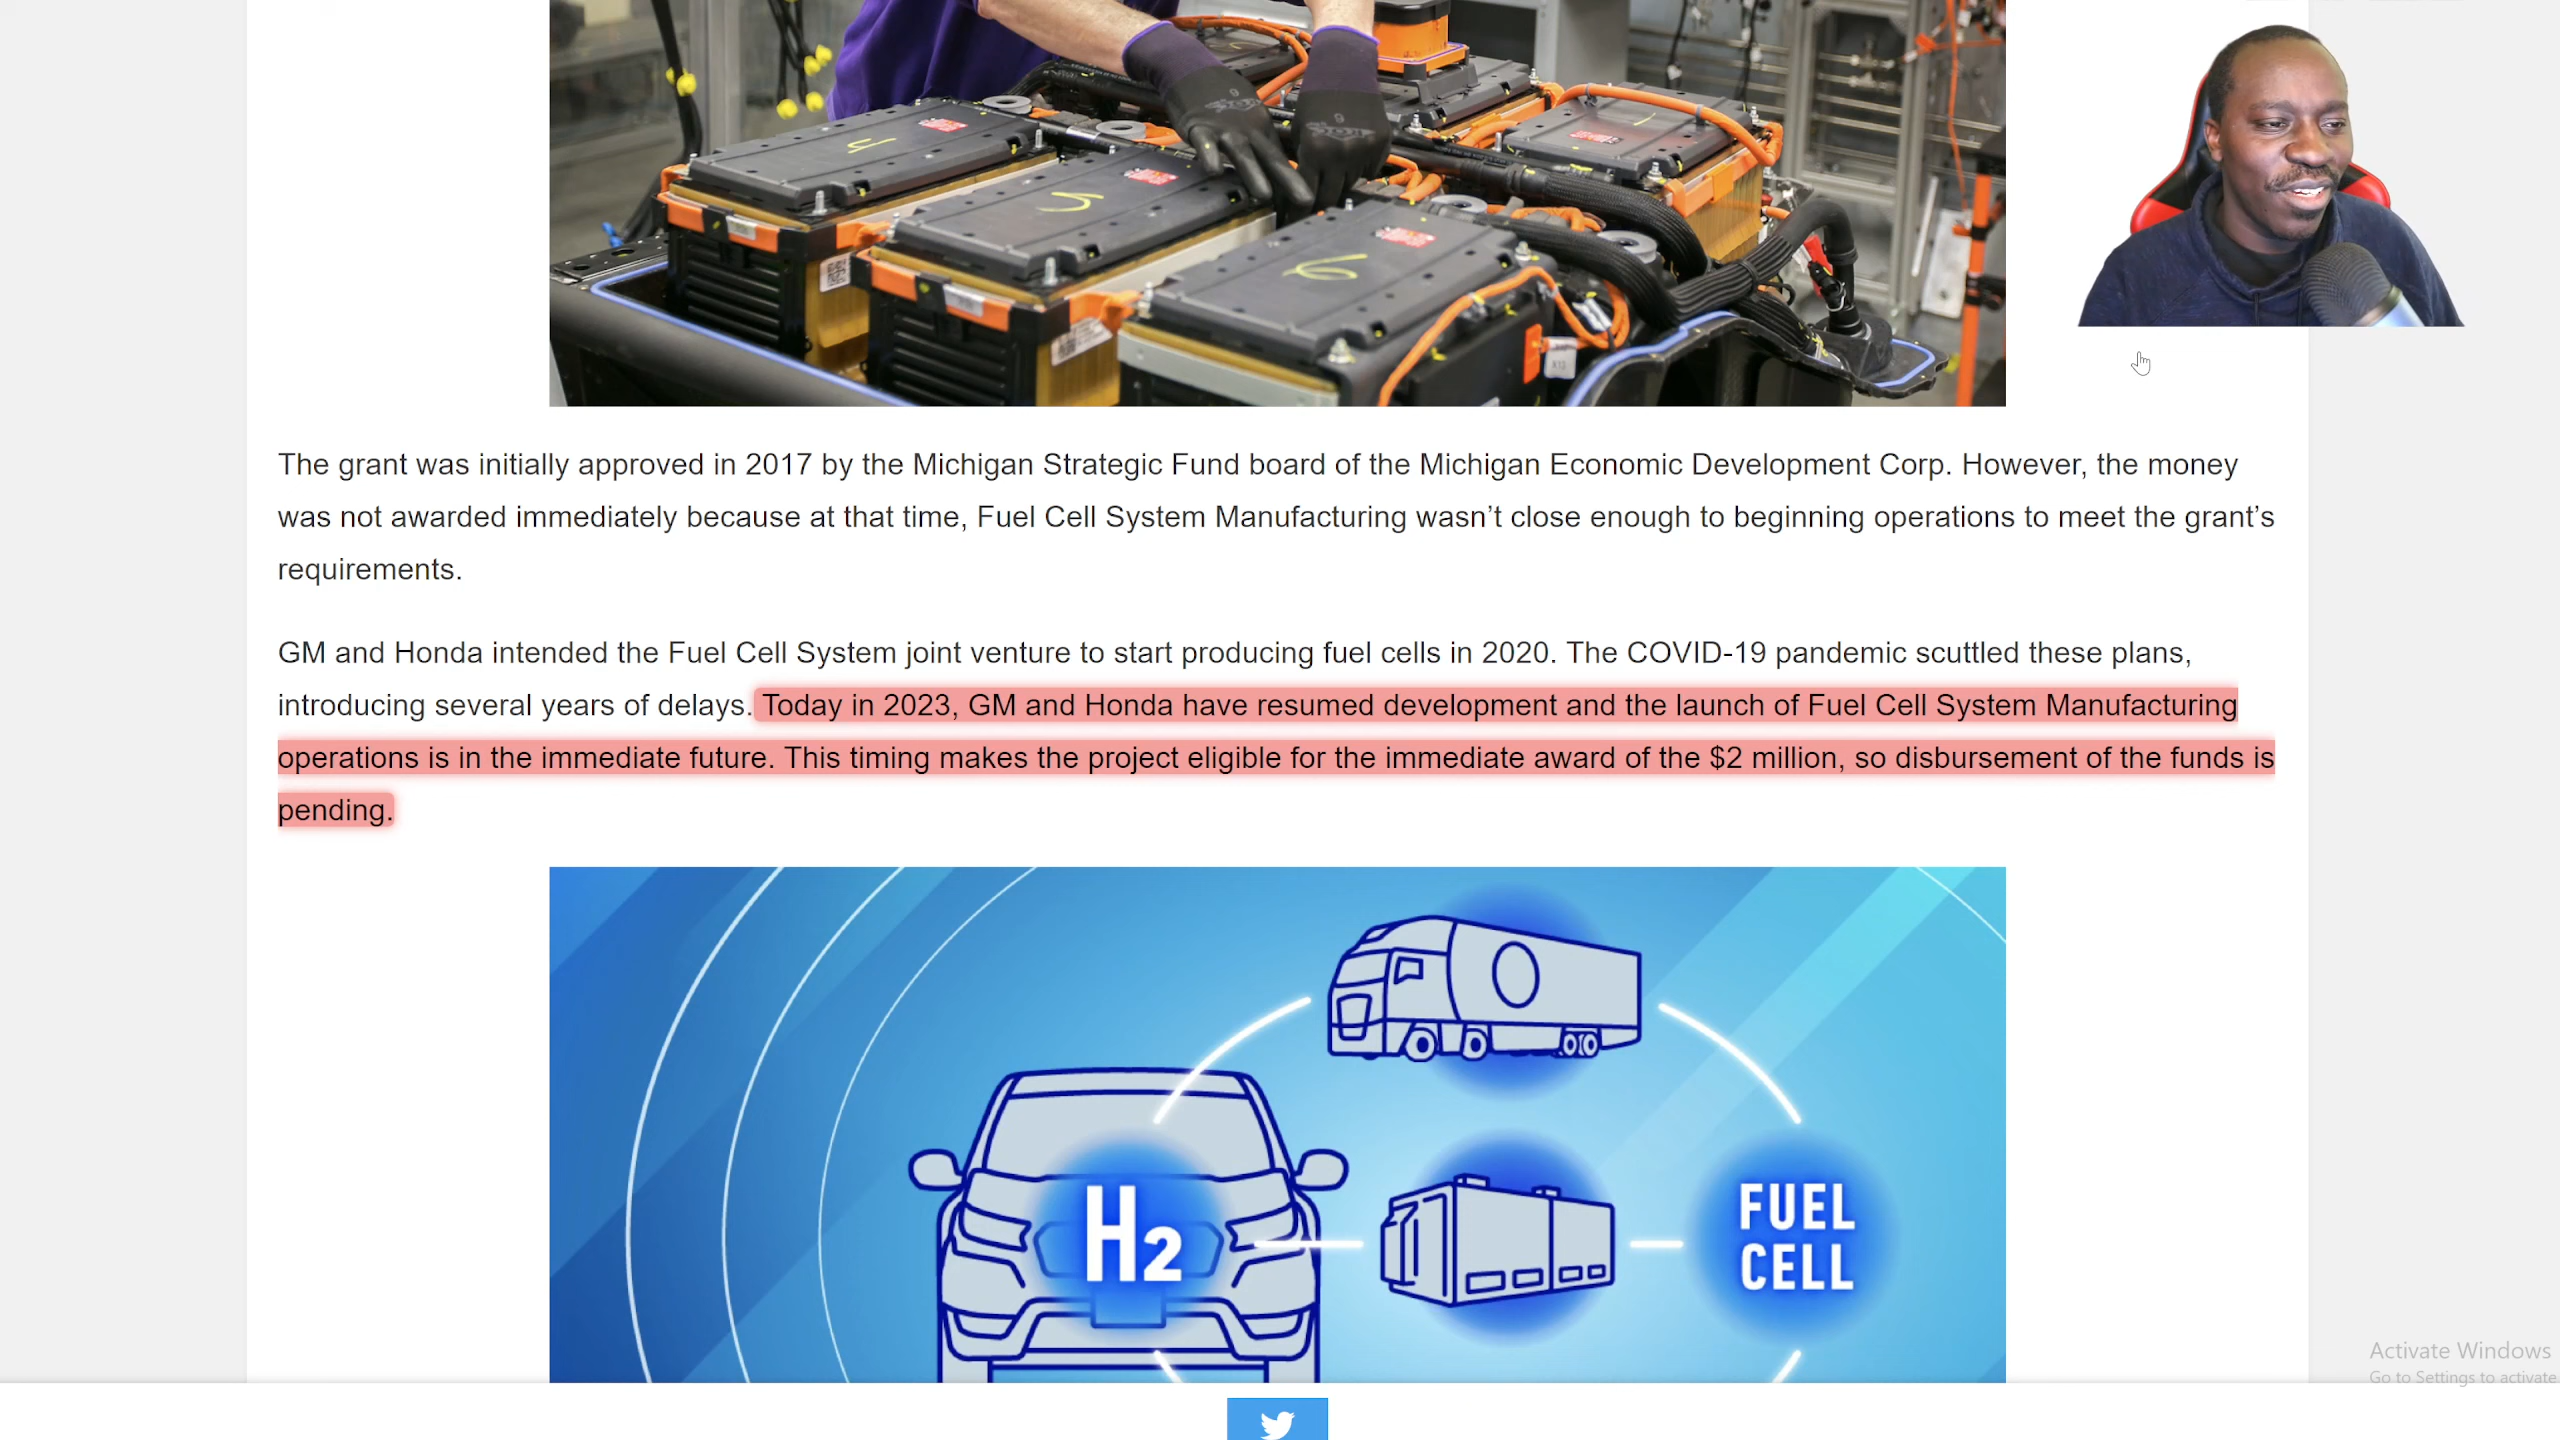 The grant was initially approved in 2017 by the Michigan Strategic Fund board of the Michigan Economic Development Corp. However, the money
was not awarded immediately because at that time, Fuel Cell System Manufacturing wasn’t close enough to beginning operations to meet the grant’s
requirements.
GM and Honda intended the Fuel Cell System joint venture to start producing fuel cells in 2020. The COVID-19 pandemic scuttled these plans,
introducing several years of delays. Today in 2023, GM and Honda have resumed development and the launch of Fuel Cell System Manufacturing
operations is in the immediate future. This timing makes the project eligible for the immediate award of the $2 million, so disbursement of the funds is
pending.
H2
FUEL
CELL
Activate Windows
Go to Settings to activate